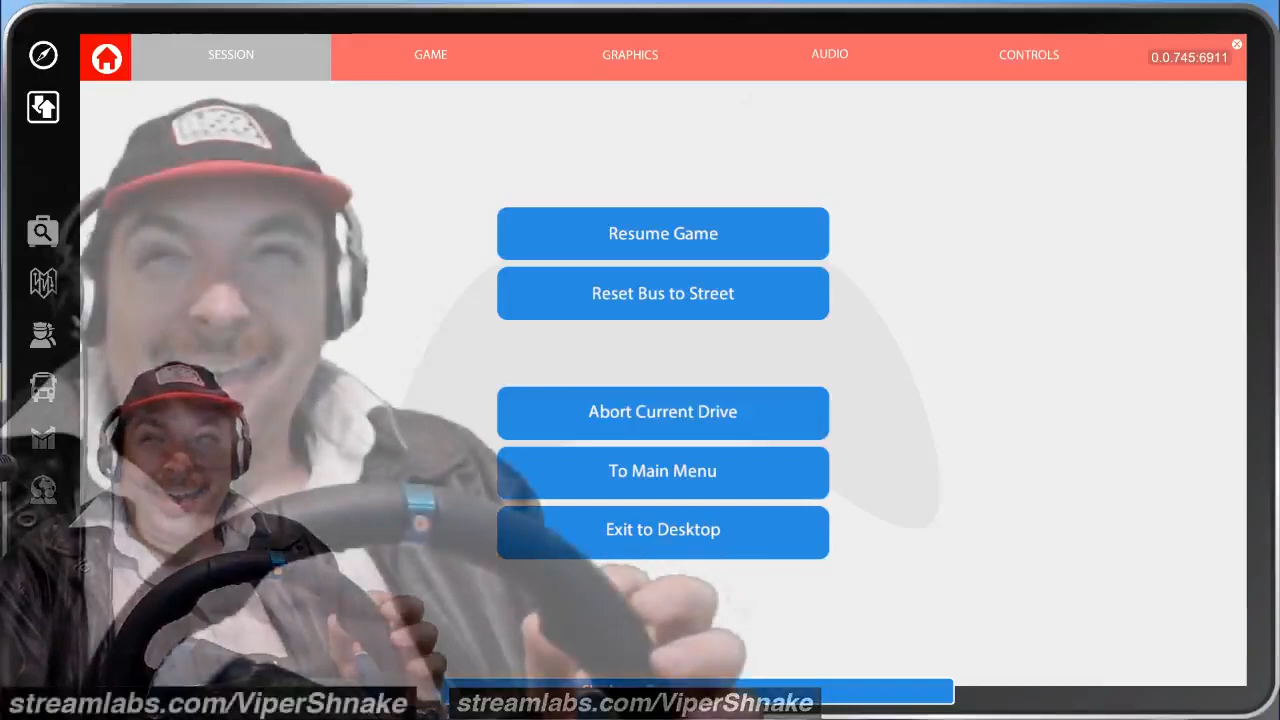 SESSION
GAME
GRAPHICS
AUDIO
CONTROLS
0.0.745:6911
Resume Game
Reset Bus to Street
Abort Current Drive
To Main Menu
Exit to Desktop
streamlabs.com/ViperShnake
streamlabs.com/ViperShnake